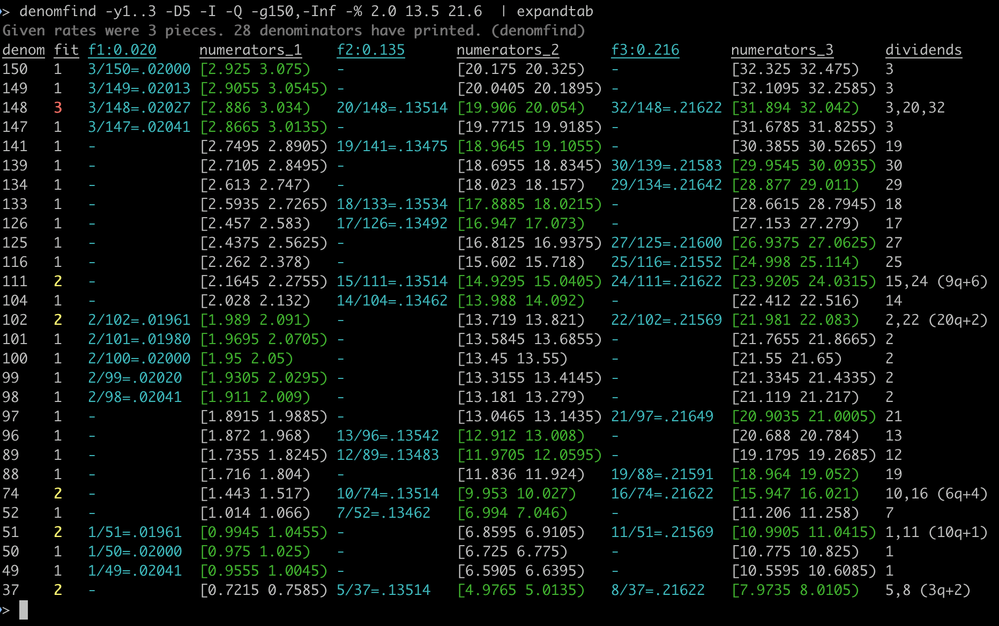 > denomfind -y1..3 -D5 -I -Q -g150,-Inf -% 2.0 13.5 21.6  | expandtab
Given rates were 3 pieces. 28 denominators have printed. (denomfind)
denom fit f1:0.020 numerators_1 f2:0.135 numerators_2 f3:0.216 numerators_3 dividends
150 1 3/150=.02000 [2.925 3.075) - [20.175 20.325) - [32.325 32.475) 3
149 1 3/149=.02013 [2.9055 3.0545) - [20.0405 20.1895) - [32.1095 32.2585) 3
148 3 3/148=.02027 [2.886 3.034) 20/148=.13514 [19.906 20.054) 32/148=.21622 [31.894 32.042) 3,20,32
147 1 3/147=.02041 [2.8665 3.0135) - [19.7715 19.9185) - [31.6785 31.8255) 3
141 1 - [2.7495 2.8905) 19/141=.13475 [18.9645 19.1055) - [30.3855 30.5265) 19
139 1 - [2.7105 2.8495) - [18.6955 18.8345) 30/139=.21583 [29.9545 30.0935) 30
134 1 - [2.613 2.747) - [18.023 18.157) 29/134=.21642 [28.877 29.011) 29
133 1 - [2.5935 2.7265) 18/133=.13534 [17.8885 18.0215) - [28.6615 28.7945) 18
126 1 - [2.457 2.583) 17/126=.13492 [16.947 17.073) - [27.153 27.279) 17
125 1 - [2.4375 2.5625) - [16.8125 16.9375) 27/125=.21600 [26.9375 27.0625) 27
116 1 - [2.262 2.378) - [15.602 15.718) 25/116=.21552 [24.998 25.114) 25
111 2 - [2.1645 2.2755) 15/111=.13514 [14.9295 15.0405) 24/111=.21622 [23.9205 24.0315) 15,24 (9q+6)
104 1 - [2.028 2.132) 14/104=.13462 [13.988 14.092) - [22.412 22.516) 14
102 2 2/102=.01961 [1.989 2.091) - [13.719 13.821) 22/102=.21569 [21.981 22.083) 2,22 (20q+2)
101 1 2/101=.01980 [1.9695 2.0705) - [13.5845 13.6855) - [21.7655 21.8665) 2
100 1 2/100=.02000 [1.95 2.05) - [13.45 13.55) - [21.55 21.65) 2
99 1 2/99=.02020 [1.9305 2.0295) - [13.3155 13.4145) - [21.3345 21.4335) 2
98 1 2/98=.02041 [1.911 2.009) - [13.181 13.279) - [21.119 21.217) 2
97 1 - [1.8915 1.9885) - [13.0465 13.1435) 21/97=.21649 [20.9035 21.0005) 21
96 1 - [1.872 1.968) 13/96=.13542 [12.912 13.008) - [20.688 20.784) 13
89 1 - [1.7355 1.8245) 12/89=.13483 [11.9705 12.0595) - [19.1795 19.2685) 12
88 1 - [1.716 1.804) - [11.836 11.924) 19/88=.21591 [18.964 19.052) 19
74 2 - [1.443 1.517) 10/74=.13514 [9.953 10.027) 16/74=.21622 [15.947 16.021) 10,16 (6q+4)
52 1 - [1.014 1.066) 7/52=.13462 [6.994 7.046) - [11.206 11.258) 7
51 2 1/51=.01961 [0.9945 1.0455) - [6.8595 6.9105) 11/51=.21569 [10.9905 11.0415) 1,11 (10q+1)
50 1 1/50=.02000 [0.975 1.025) - [6.725 6.775) - [10.775 10.825) 1
49 1 1/49=.02041 [0.9555 1.0045) - [6.5905 6.6395) - [10.5595 10.6085) 1
37 2 - [0.7215 0.7585) 5/37=.13514 [4.9765 5.0135) 8/37=.21622 [7.9735 8.0105) 5,8 (3q+2)
>